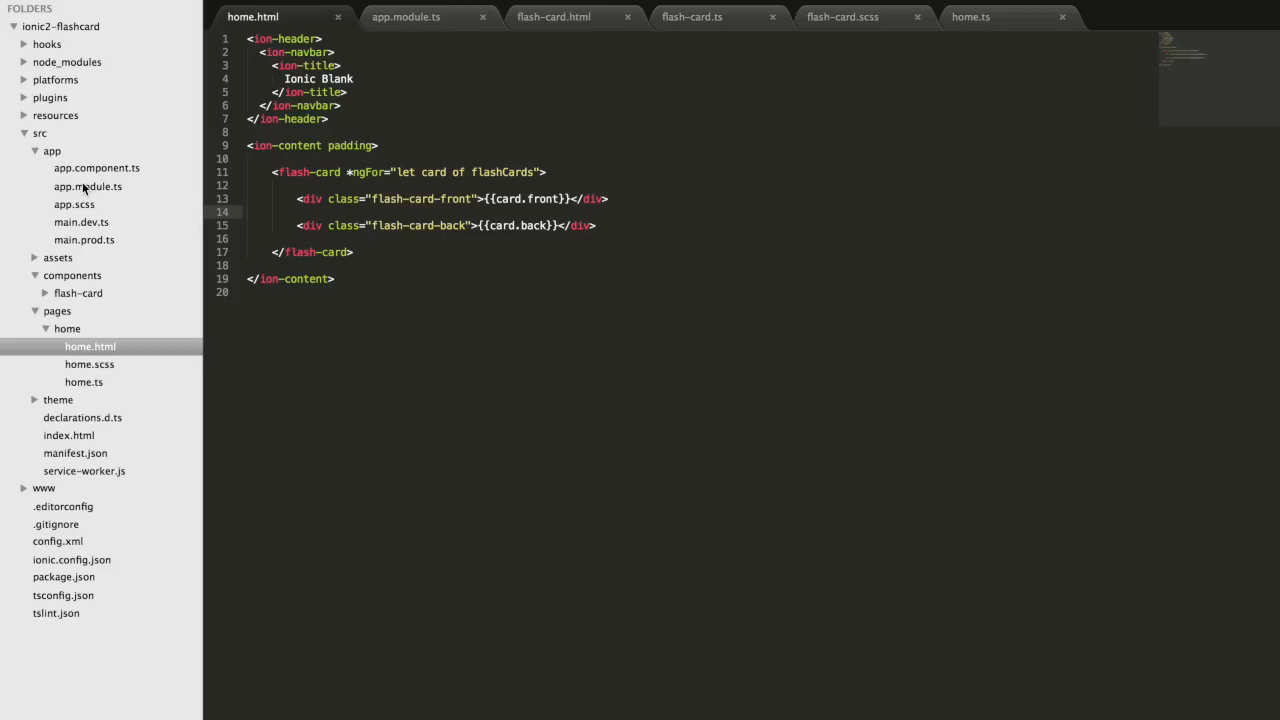 FOLDERS
ionic2-flashcard
hooks
node_modules
platforms
plugins
resources
src
app
app.component.ts
app.module.ts
app.scss
main.dev.ts
main.prod.ts
assets
components
flash-card
pages
home
home.html
home.scss
home.ts
theme
declarations.d.ts
index.html
manifest.json
service-worker.js
www
.editorconfig
.gitignore
config.xml
ionic.config.json
package.json
tsconfig.json
tslint.json
home.html × app.module.ts × flash-card.html × flash-card.ts × flash-card.scss × home.ts ×
1 <ion-header>
2 <ion-navbar>
3 <ion-title>
4 Ionic Blank
5 </ion-title>
6 </ion-navbar>
7 </ion-header>
8
9 <ion-content padding>
10
11 <flash-card *ngFor="let card of flashCards">
12
13 <div class="flash-card-front">{{card.front}}</div>
14
15 <div class="flash-card-back">{{card.back}}</div>
16
17 </flash-card>
18
19 </ion-content>
20